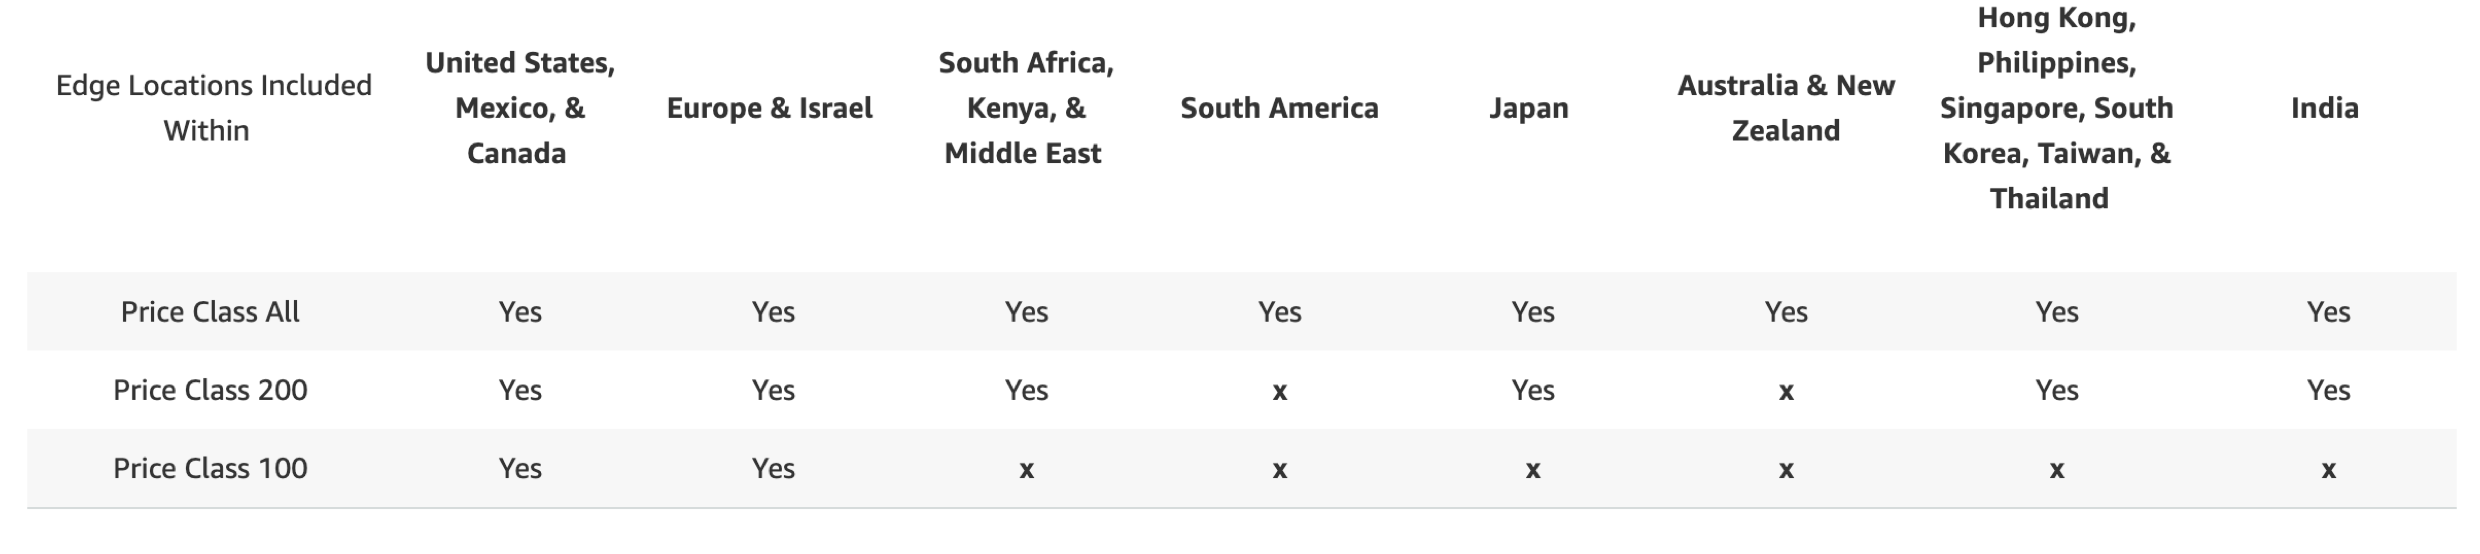 Edge Locations Included
Within
United States,
Mexico, &
Canada
Europe & Israel
South Africa,
Kenya, &
Middle East
South America
Japan
Australia & New
Zealand
Hong Kong,
Philippines,
Singapore, South
Korea, Taiwan, &
Thailand
India
Price Class All Yes Yes Yes Yes Yes Yes Yes Yes
Price Class 200 Yes Yes Yes x Yes x Yes Yes
Price Class 100 Yes Yes x x x x x x